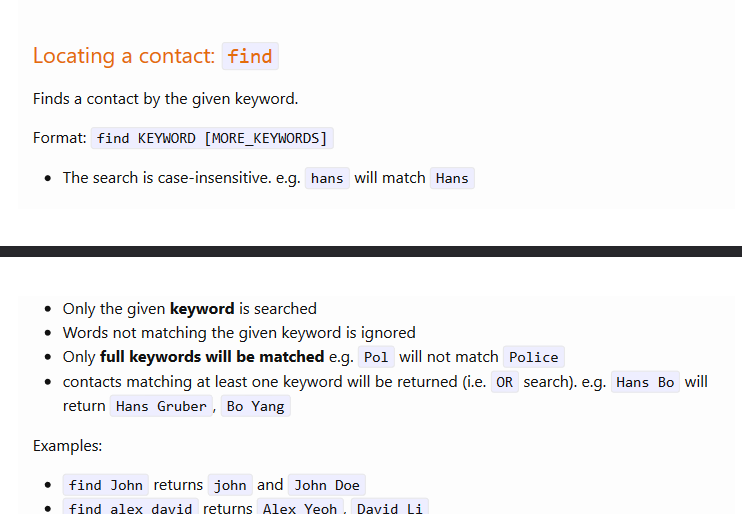 Locating a contact: find
Finds a contact by the given keyword.
Format: find KEYWORD [MORE_KEYWORDS]
• The search is case-insensitive. e.g. hans will match Hans
• Only the given keyword is searched
• Words not matching the given keyword is ignored
• Only full keywords will be matched e.g. Pol will not match Police
• contacts matching at least one keyword will be returned (i.e. OR search). e.g. Hans Bo will
return Hans Gruber, Bo Yang
Examples:
• find John returns john and John Doe
• find alex david returns Alex Yeoh, David Li